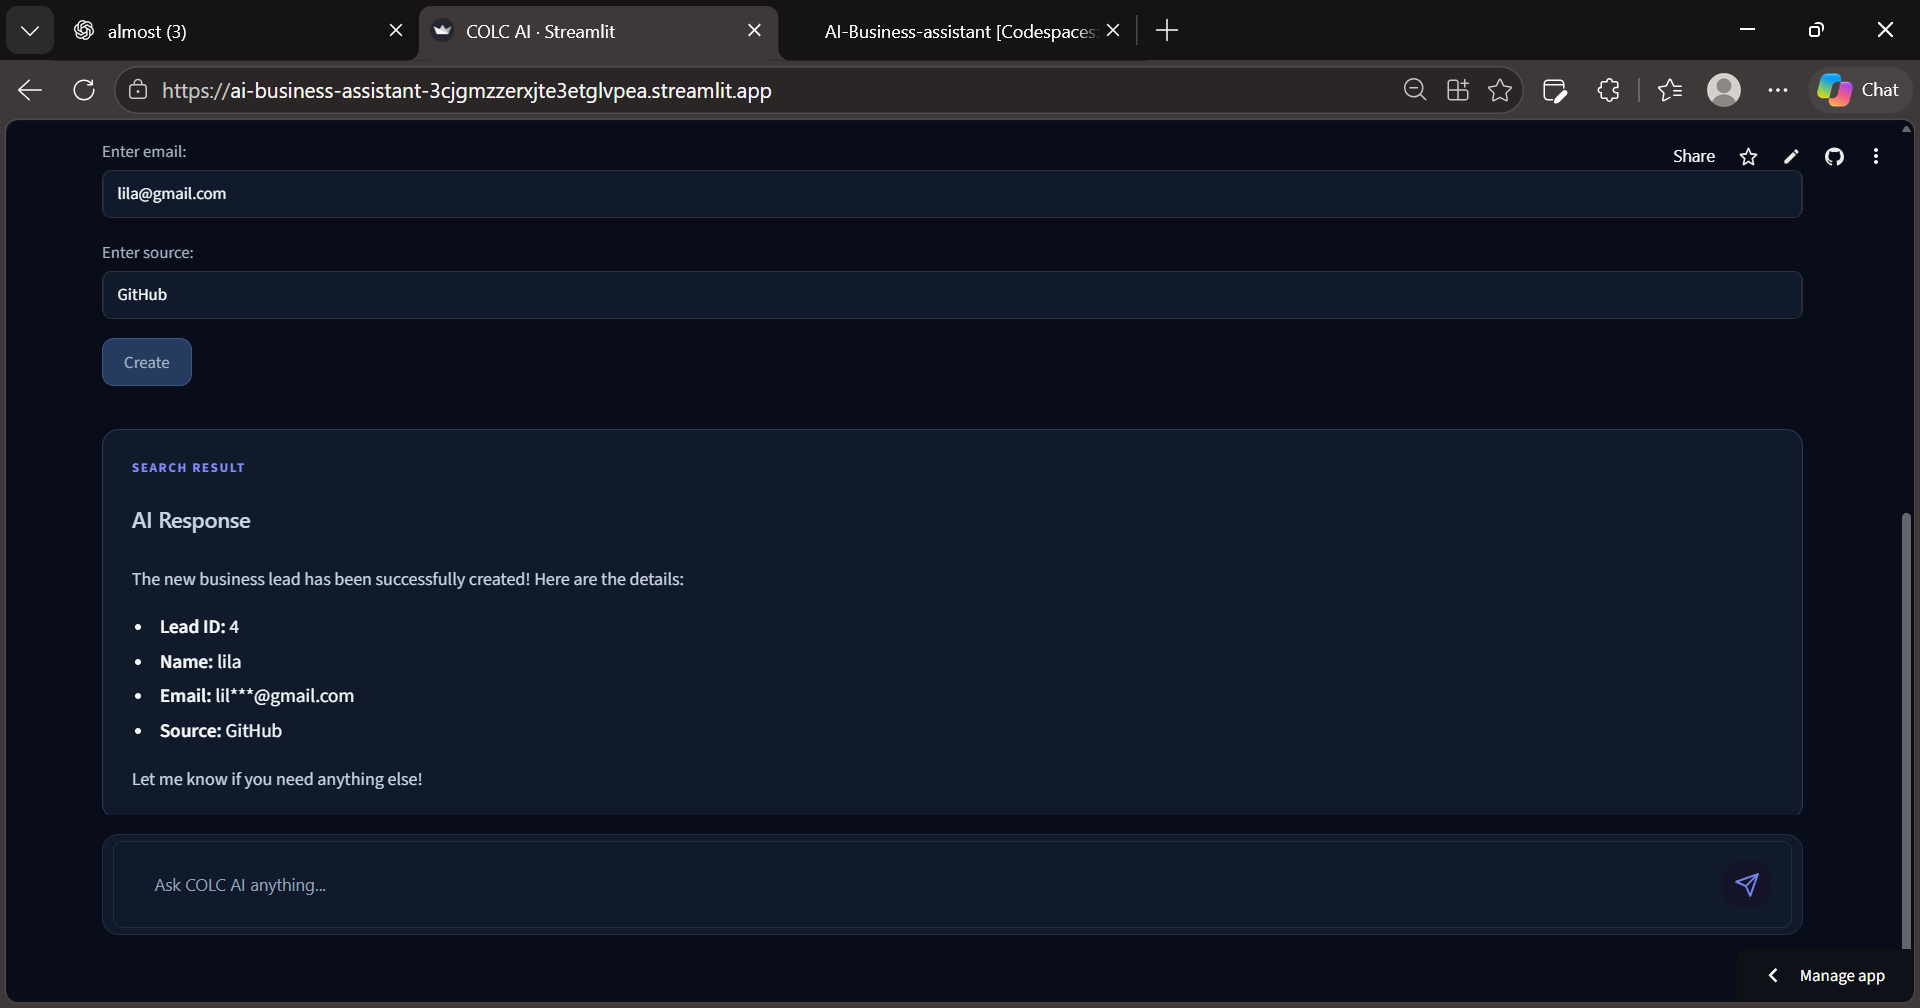 almost (3)
COLC AI · Streamlit
AI-Business-assistant [Codespaces:
https://ai-business-assistant-3cjgmzzerxjte3etglvpea.streamlit.app
Chat
Share
Enter email:
lila@gmail.com
Enter source:
GitHub
Create
SEARCH RESULT
AI Response
The new business lead has been successfully created! Here are the details:
• Lead ID: 4
• Name: lila
• Email: lil***@gmail.com
• Source: GitHub
Let me know if you need anything else!
Ask COLC AI anything...
Manage app